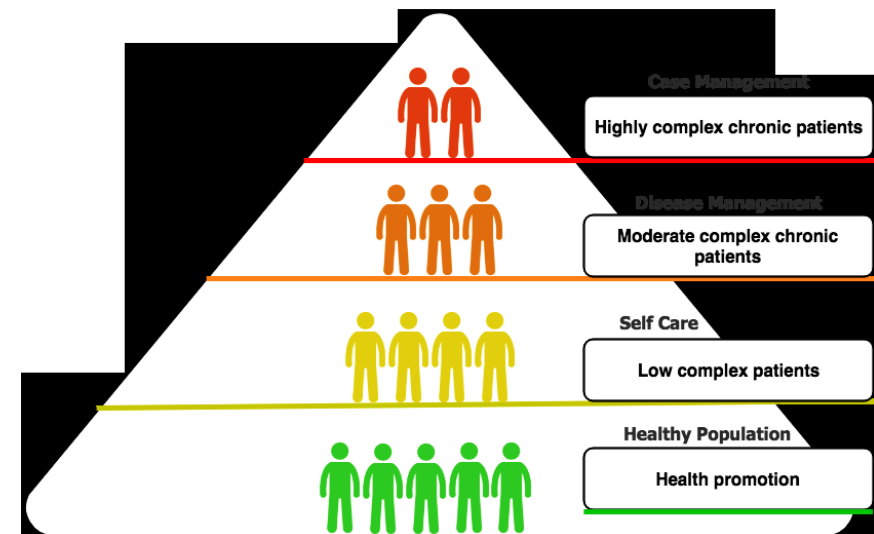 Case Management
Highly complex chronic patients
Disease Management
Moderate complex chronic
patients
Self Care
Low complex patients
Healthy Population
Health promotion